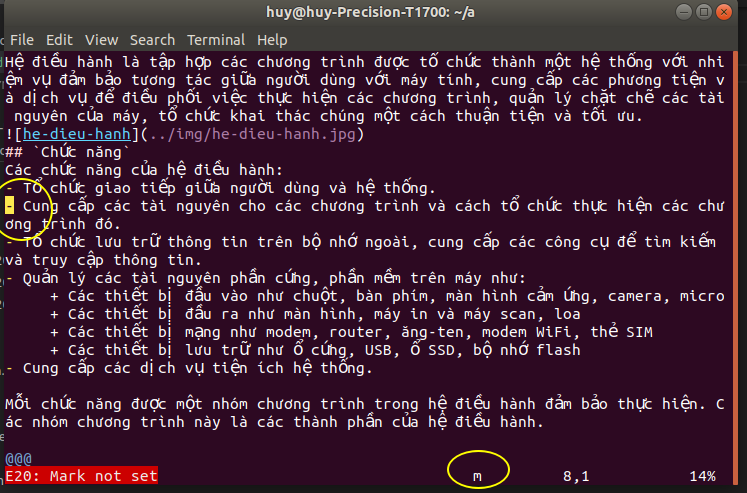 huy@huy-Precision-T1700: ~/a
File Edit View Search Terminal Help
Hệ điều hành là tập hợp các chương trình được tổ chức thành một hệ thống với nhi
ệm vụ đảm bảo tương tác giữa người dùng với máy tính, cung cấp các phương tiện v
à dịch vụ để điều phối việc thực hiện các chương trình, quản lý chặt chẽ các tài
nguyên của máy, tổ chức khai thác chúng một cách thuận tiện và tối ưu.
![he-dieu-hanh](../img/he-dieu-hanh.jpg)
## `Chức năng`
Các chức năng của hệ điều hành:
- Tổ chức giao tiếp giữa người dùng và hệ thống.
- Cung cấp các tài nguyên cho các chương trình và cách tổ chức thực hiện các chư
ơng trình đó.
- Tổ chức lưu trữ thông tin trên bộ nhớ ngoài, cung cấp các công cụ để tìm kiếm
và truy cập thông tin.
- Quản lý các tài nguyên phần cứng, phần mềm trên máy như:
+ Các thiết bị đầu vào như chuột, bàn phím, màn hình cảm ứng, camera, micro
+ Các thiết bị đầu ra như màn hình, máy in và máy scan, loa
+ Các thiết bị mạng như modem, router, ăng-ten, modem WiFi, thẻ SIM
+ Các thiết bị lưu trữ như ổ cứng, USB, Ổ SSD, bộ nhớ flash
- Cung cấp các dịch vụ tiện ích hệ thống.
Mỗi chức năng được một nhóm chương trình trong hệ điều hành đảm bảo thực hiện. C
ác nhóm chương trình này là các thành phần của hệ điều hành.
@@@
E20: Mark not set m 8,1 14%